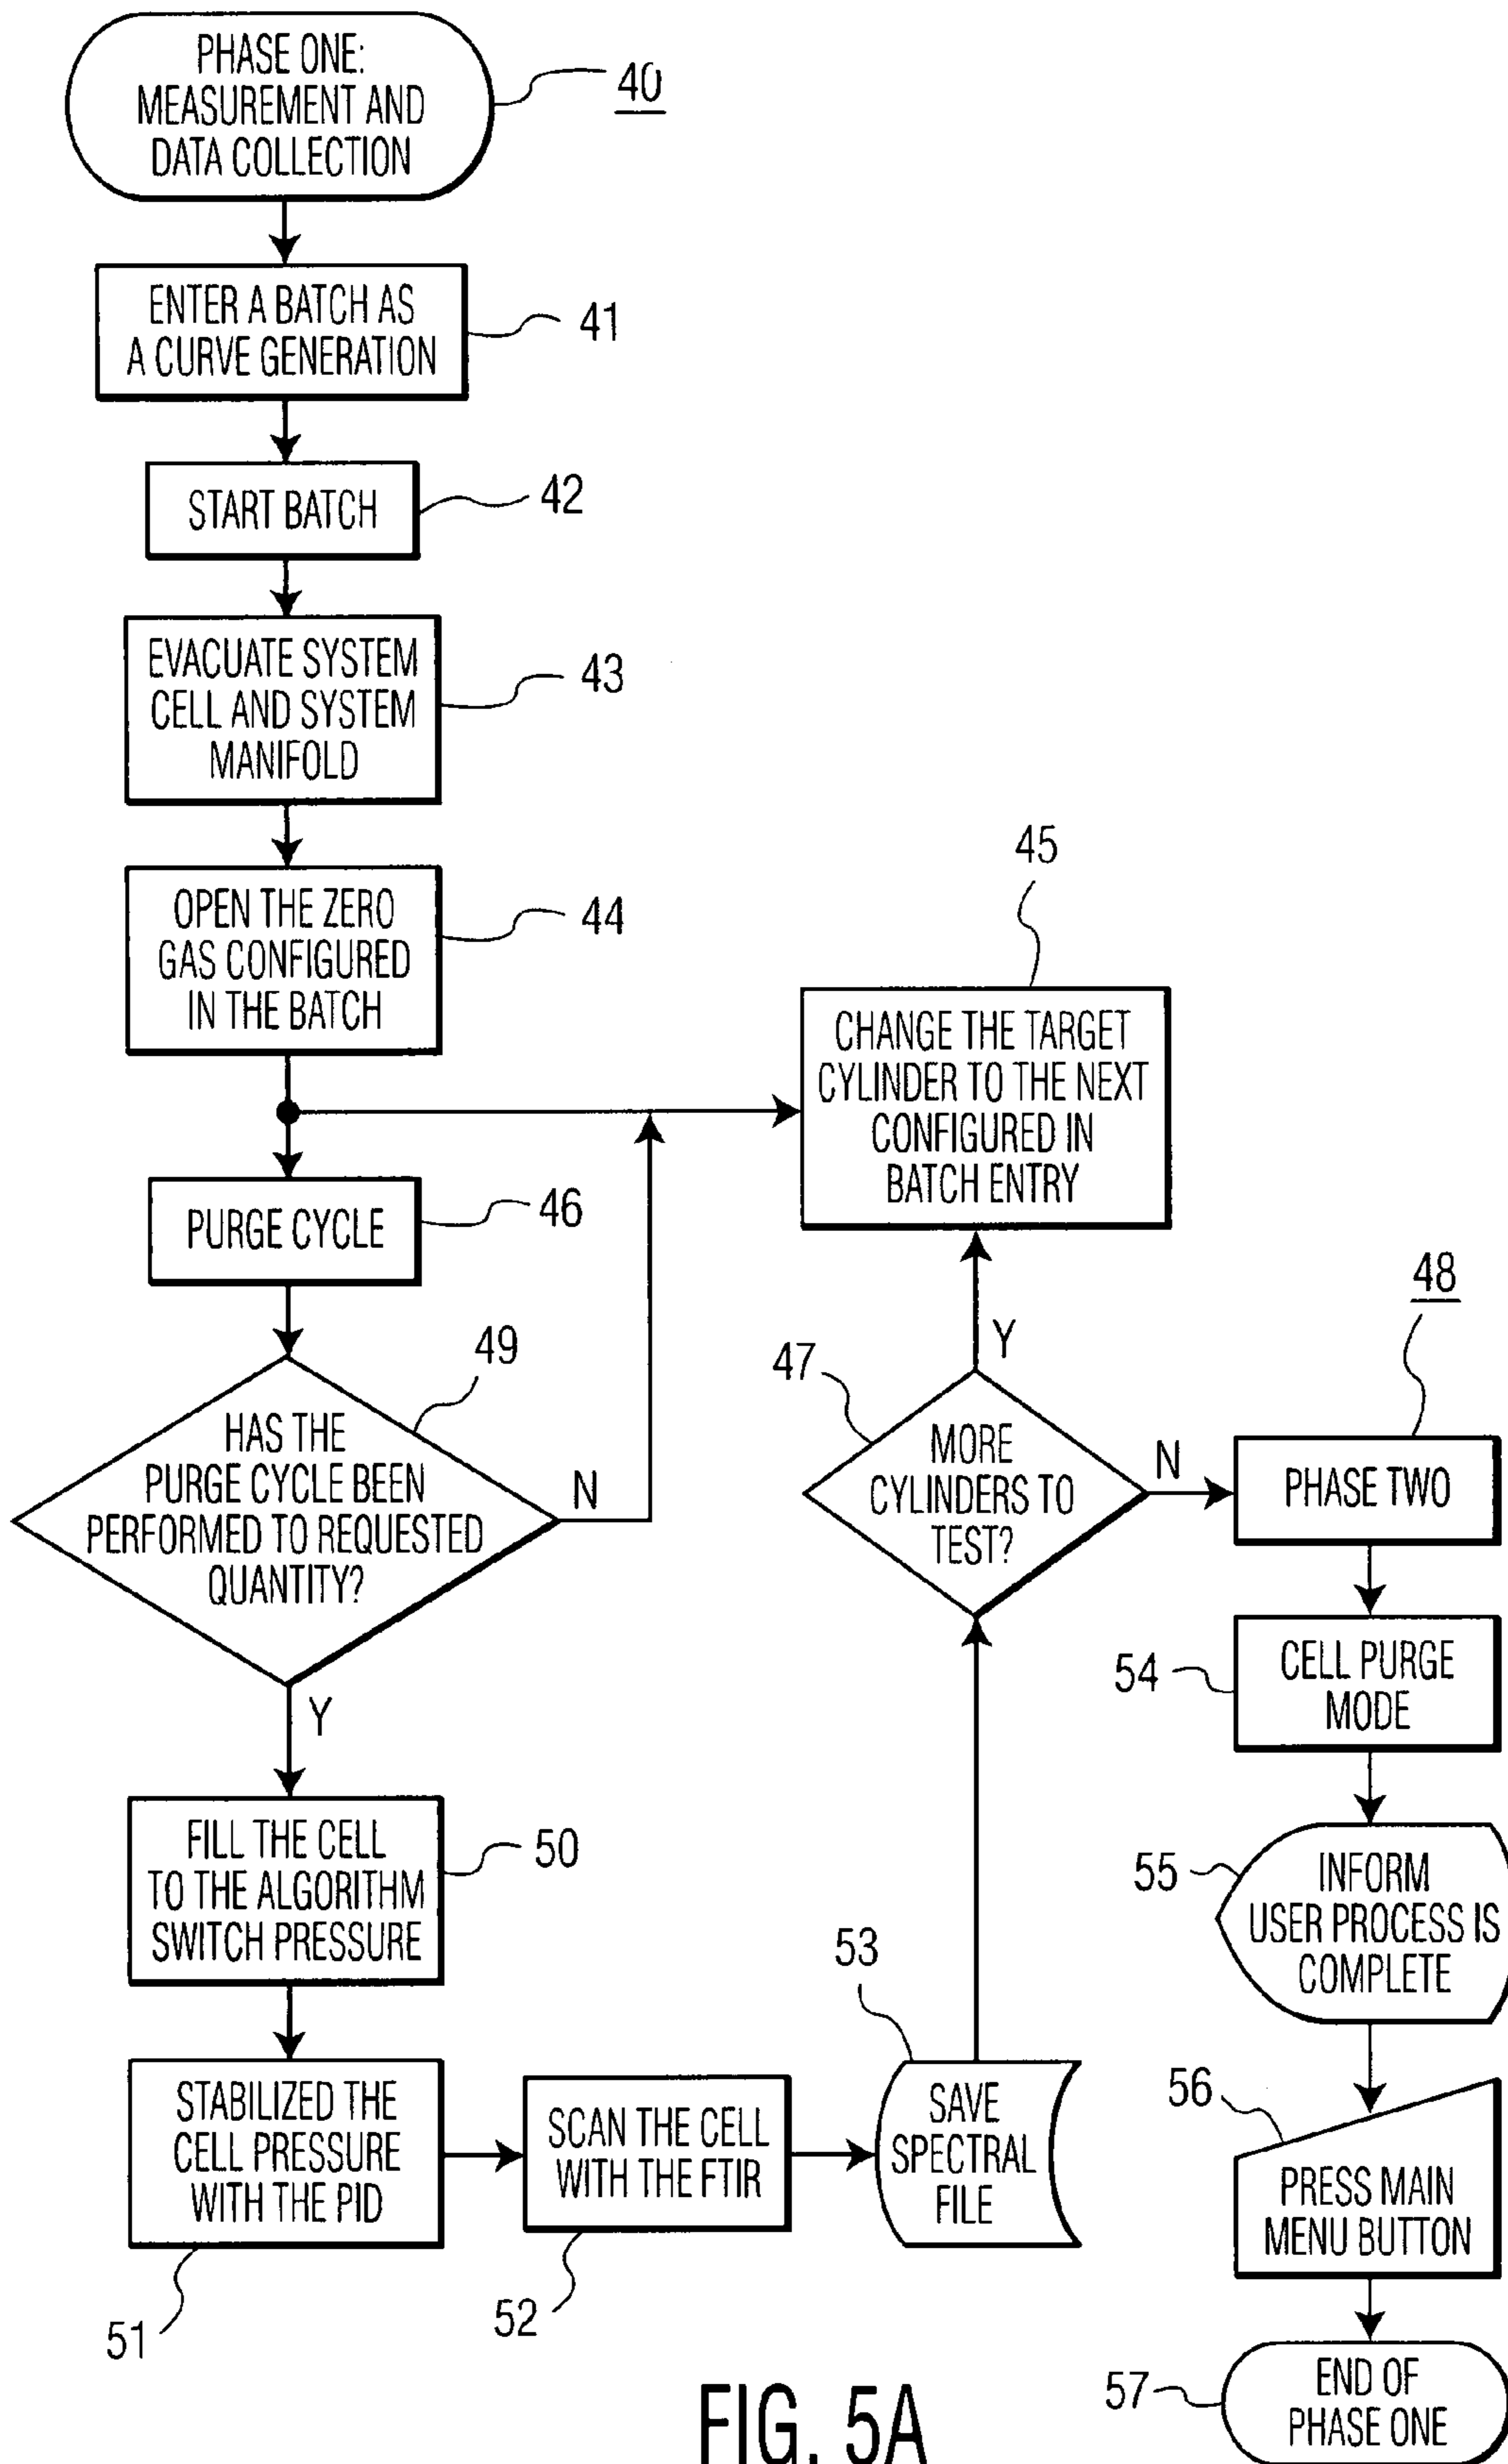 PHASE ONE:
MEASUREMENT AND
DATA COLLECTION
40
ENTER A BATCH AS
A CURVE GENERATION
41
START BATCH
42
EVACUATE SYSTEM
CELL AND SYSTEM
MANIFOLD
43
OPEN THE ZERO
GAS CONFIGURED
IN THE BATCH
44
45
CHANGE THE TARGET
CYLINDER TO THE NEXT
CONFIGURED IN
BATCH ENTRY
PURGE CYCLE
46
49
HAS THE
PURGE CYCLE BEEN
PERFORMED TO REQUESTED
QUANTITY?
N
Y
47
MORE
CYLINDERS TO
TEST?
Y
N
48
PHASE TWO
FILL THE CELL
TO THE ALGORITHM
SWITCH PRESSURE
50
STABILIZED THE
CELL PRESSURE
WITH THE PID
51
SCAN THE CELL
WITH THE FTIR
52
53
SAVE
SPECTRAL
FILE
54
CELL PURGE
MODE
55
INFORM
USER PROCESS IS
COMPLETE
56
PRESS MAIN
MENU BUTTON
57
END OF
PHASE ONE
FIG. 5A